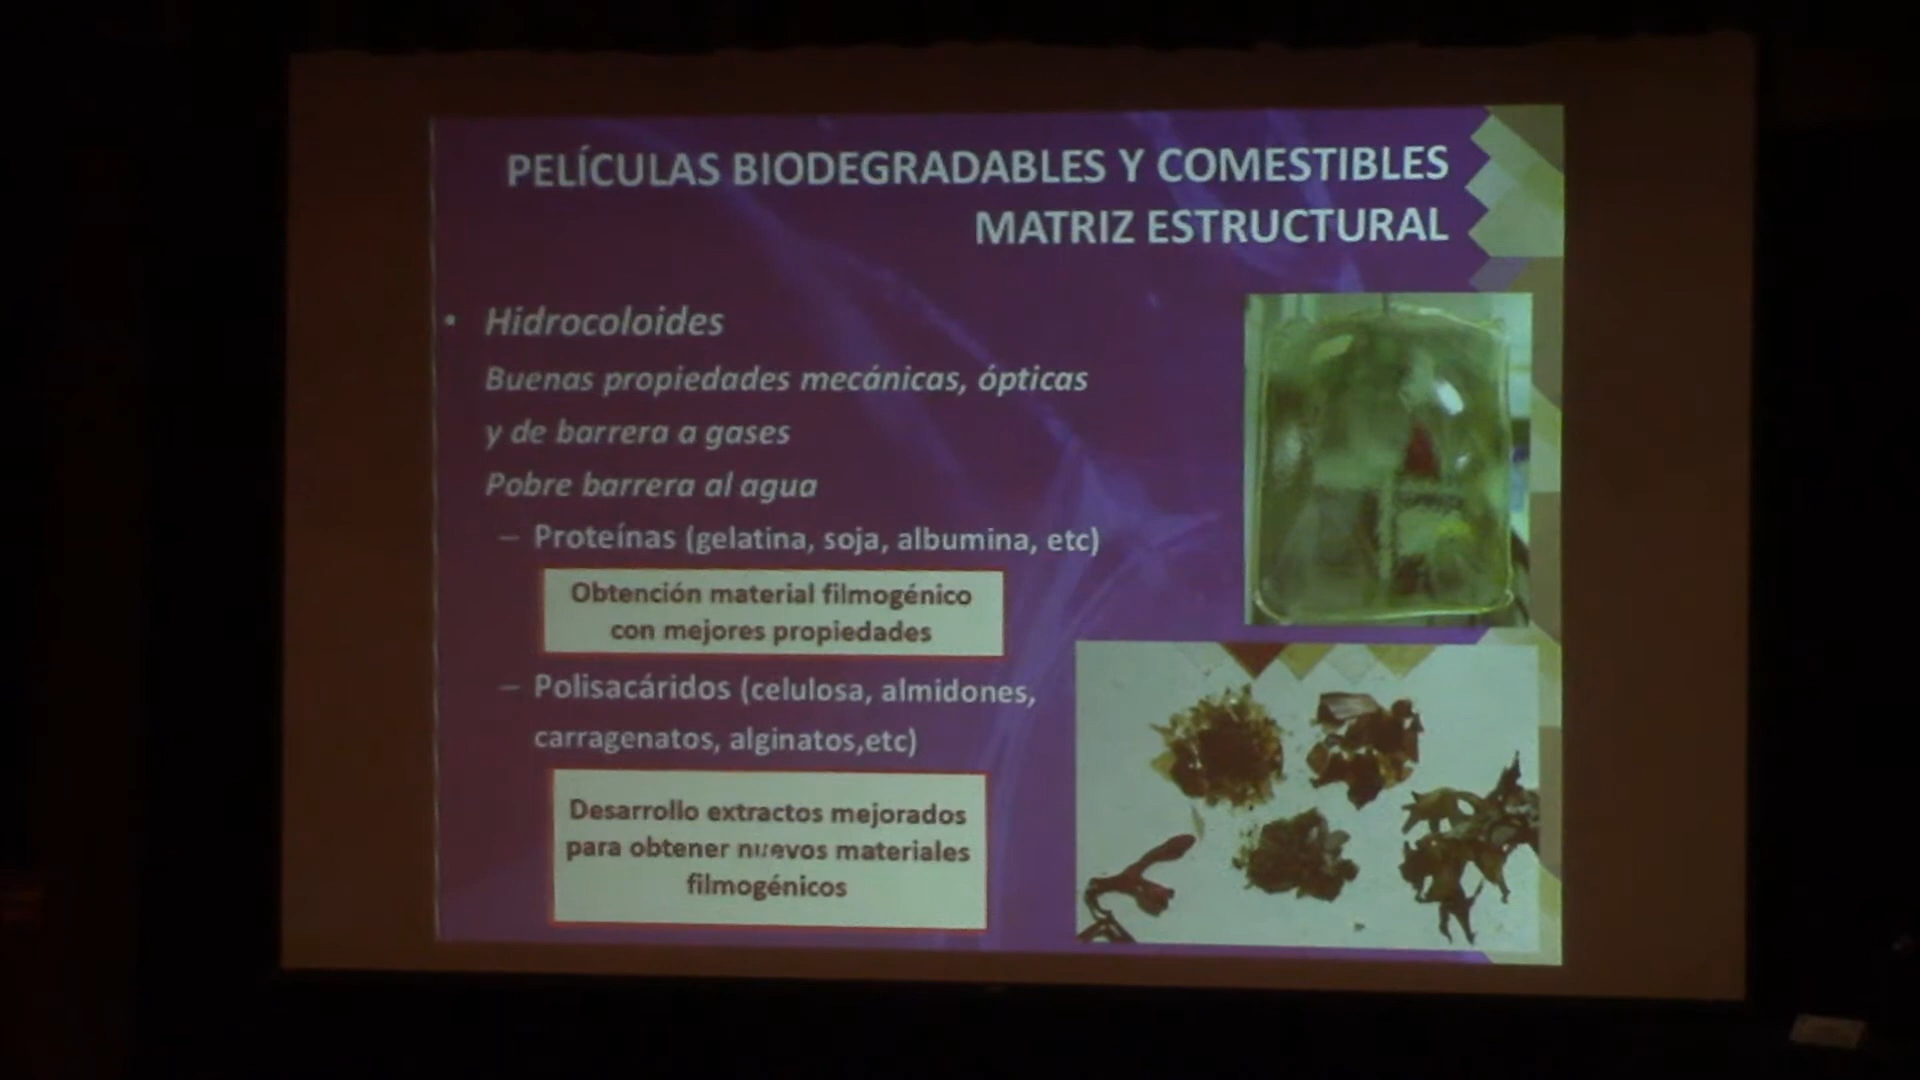 PELÍCULAS BIODEGRADABLES Y COMESTIBLES
MATRIZ ESTRUCTURAL
• Hidrocoloides
Buenas propiedades mecánicas, ópticas
y de barrera a gases
Pobre barrera al agua
– Proteínas (gelatina, soja, albumina, etc)
Obtención material filmogénico
con mejores propiedades
– Polisacáridos (celulosa, almidones,
carragenatos, alginatos,etc)
Desarrollo extractos mejorados
para obtener nuevos materiales
filmogénicos